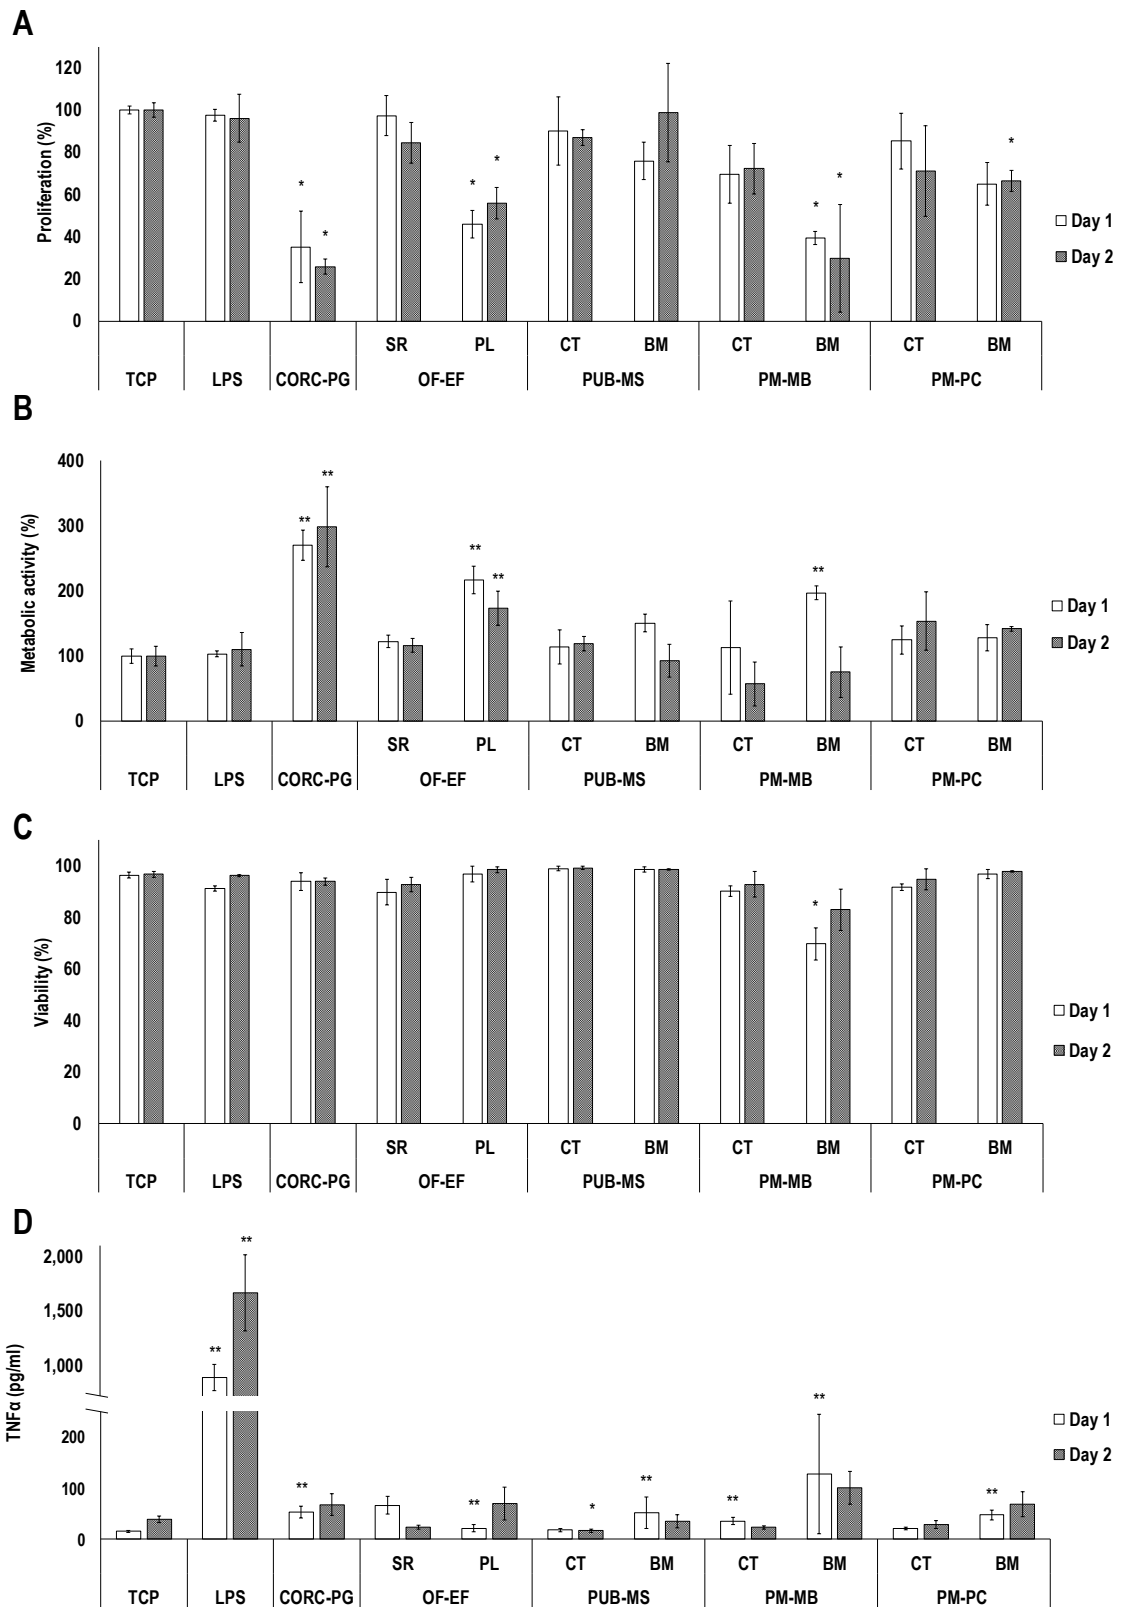 A
Proliferation (%)
120
100
80
60
40
20
0
* * * * * * *
Day 1
Day 2
SR PL CT BM CT BM CT BM
TCP LPS CORC-PG OF-EF PUB-MS PM-MB PM-PC
B
Metabolic activity (%)
400
300
200
100
0
** ** ** ** **
Day 1
Day 2
SR PL CT BM CT BM CT BM
TCP LPS CORC-PG OF-EF PUB-MS PM-MB PM-PC
C
Viability (%)
100
80
60
40
20
0
*
Day 1
Day 2
SR PL CT BM CT BM CT BM
TCP LPS CORC-PG OF-EF PUB-MS PM-MB PM-PC
D
TNFα (pg/ml)
2,000
1,500
1,000
200
100
0
** ** ** ** * ** ** ** **
Day 1
Day 2
SR PL CT BM CT BM CT BM
TCP LPS CORC-PG OF-EF PUB-MS PM-MB PM-PC